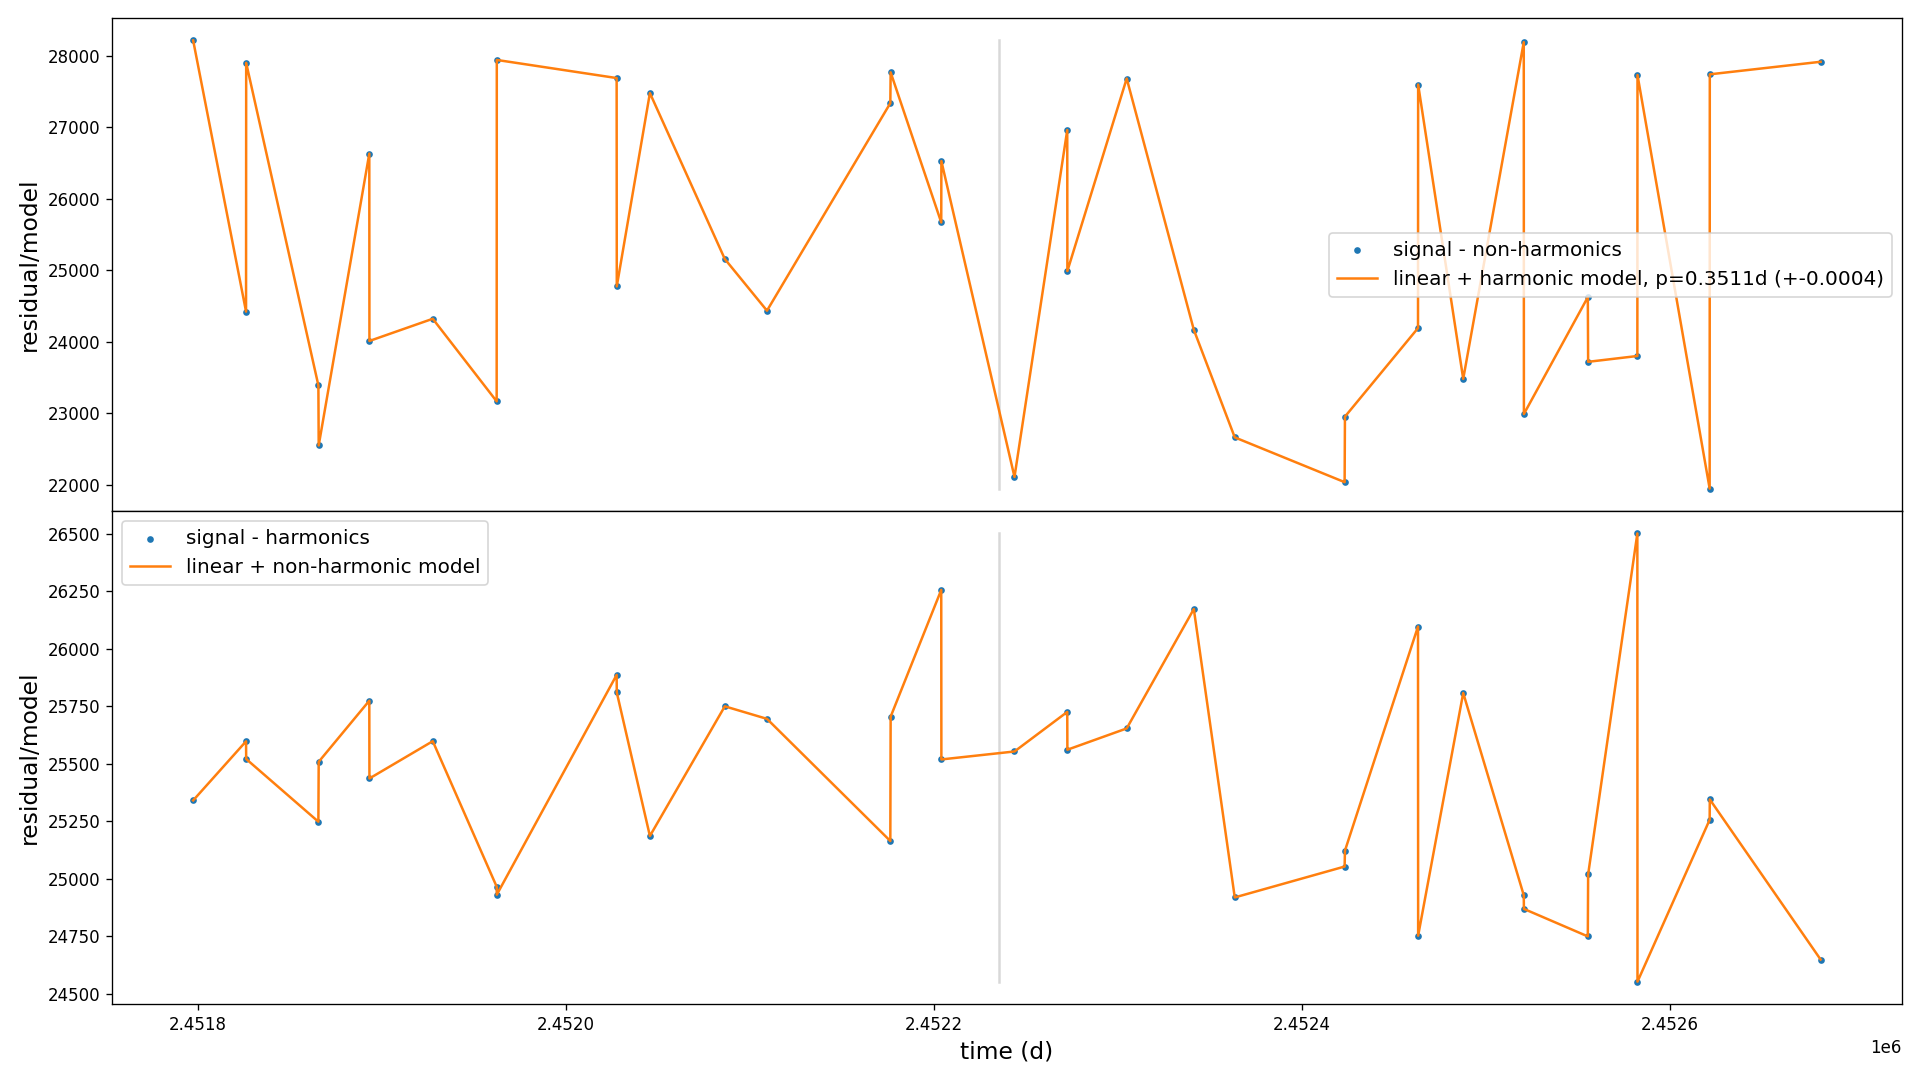 28000
27000
26000
25000
24000
23000
22000
residual/model
signal - non-harmonics
linear + harmonic model, p=0.3511d (+-0.0004)
26500
26250
26000
25750
25500
25250
25000
24750
24500
residual/model
signal - harmonics
linear + non-harmonic model
2.4518
2.4520
2.4522
2.4524
2.4526
1e6
time (d)